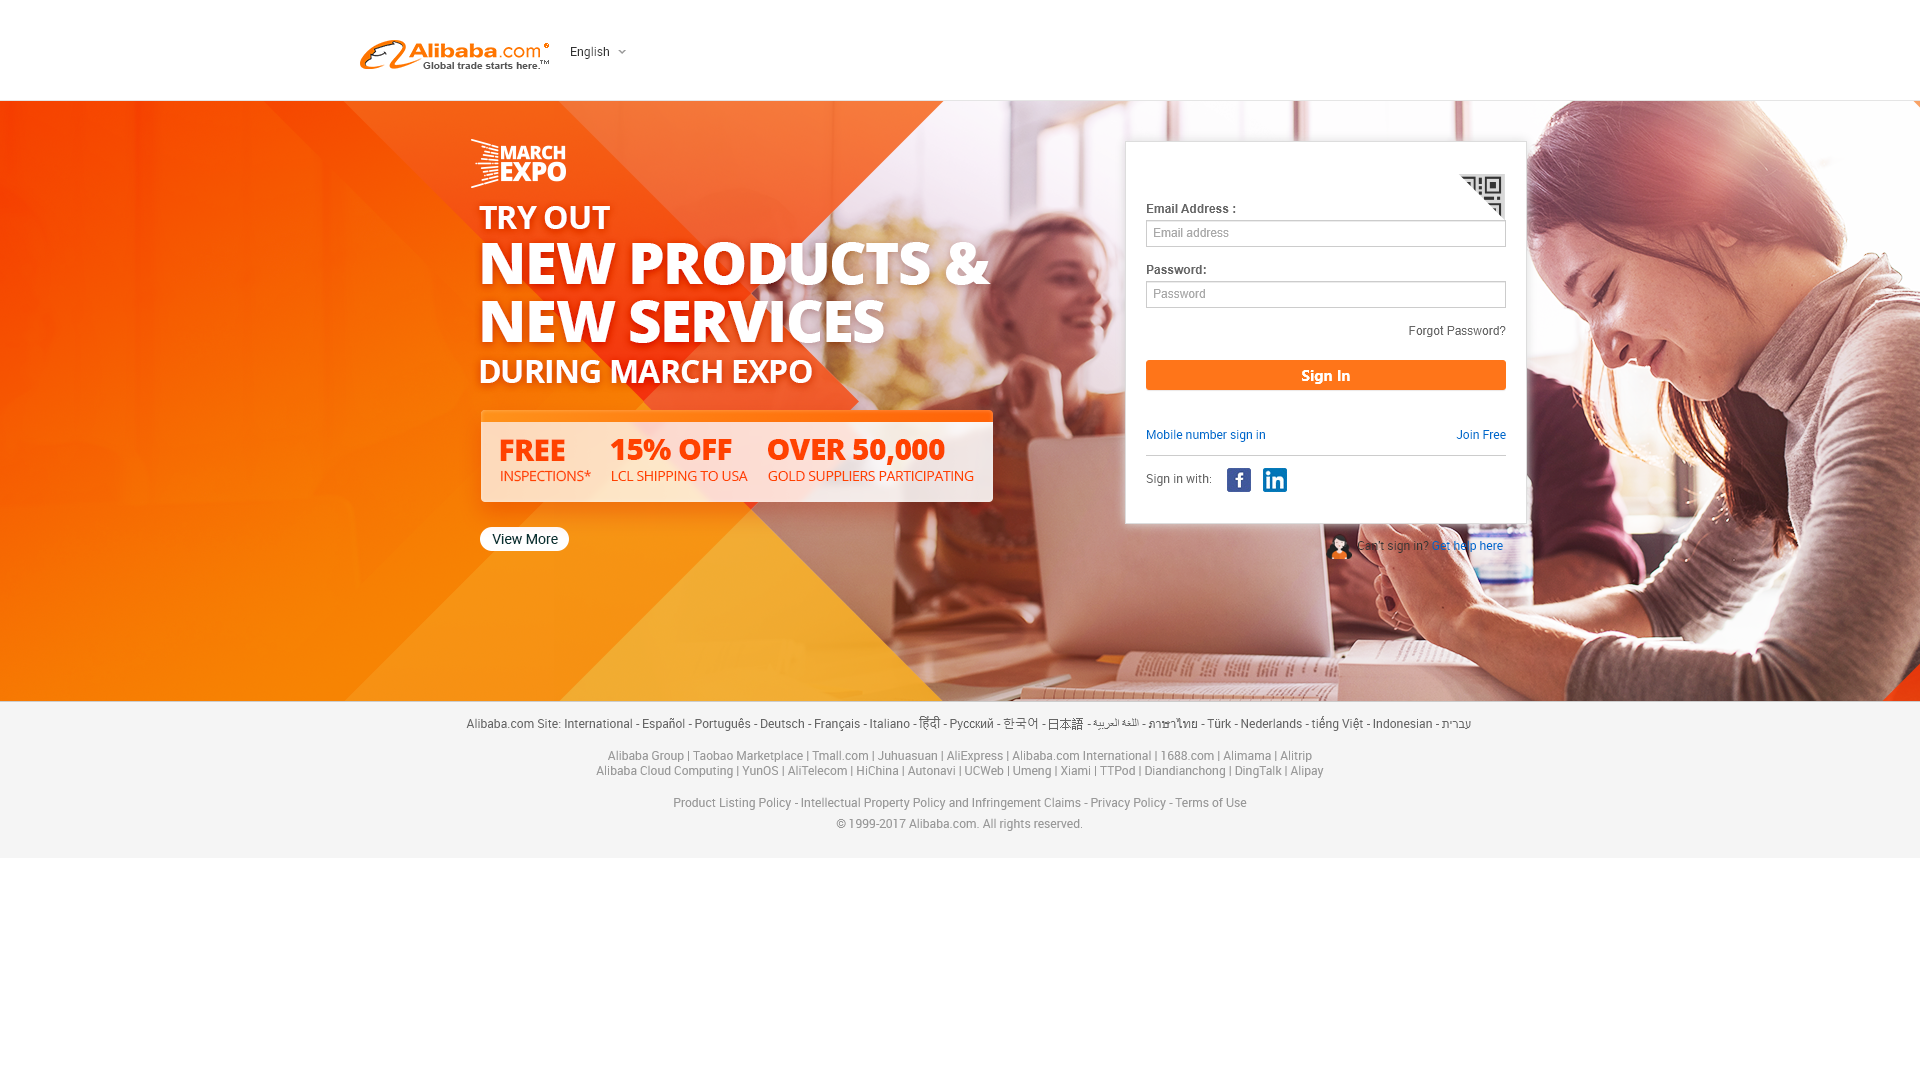 Alibaba.com®
Global trade starts here.™
English
MARCH
EXPO
TRY OUT
NEW PRODUCTS &
NEW SERVICES
DURING MARCH EXPO
FREE
INSPECTIONS*
15% OFF
LCL SHIPPING TO USA
OVER 50,000
GOLD SUPPLIERS PARTICIPATING
View More
Email Address :
Email address
Password:
Password
Forgot Password?
Sign In
Mobile number sign in
Join Free
Sign in with:
f
in
Can't sign in? Get help here
Alibaba.com Site: International - Español - Português - Deutsch - Français - Italiano - हिंदी - Русский - 한국어 - 日本語 - اللغة العربية - ภาษาไทย - Türk - Nederlands - tiếng Việt - Indonesian - עברית
Alibaba Group | Taobao Marketplace | Tmall.com | Juhuasuan | AliExpress | Alibaba.com International | 1688.com | Alimama | Alitrip
Alibaba Cloud Computing | YunOS | AliTelecom | HiChina | Autonavi | UCWeb | Umeng | Xiami | TTPod | Diandianchong | DingTalk | Alipay
Product Listing Policy - Intellectual Property Policy and Infringement Claims - Privacy Policy - Terms of Use
© 1999-2017 Alibaba.com. All rights reserved.